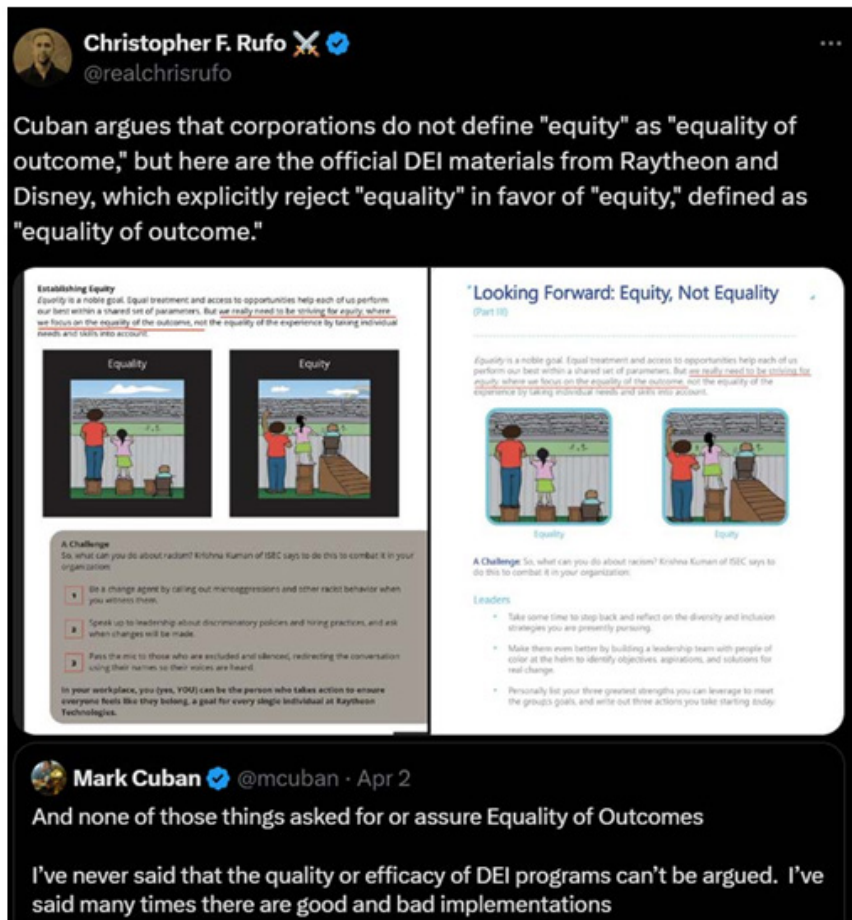 Christopher F. Rufo
@realchrisrufo
Cuban argues that corporations do not define "equity" as "equality of
outcome," but here are the official DEI materials from Raytheon and
Disney, which explicitly reject "equality" in favor of "equity," defined as
"equality of outcome."
Establishing Equity
Equality is a noble goal. Equal treatment and access to opportunities help each of us perform
our best within a shared set of parameters. But we really need to be striving for equity, where
we focus on the equality of the outcome, not the equality of the experience by taking individual
needs and skills into account.
Equality
Equity
A Challenge
So, what can you do about racism? Krishna Kumari of ISEC says to do this to combat it in your
organization:
1
Be a change agent by calling out microaggressions and other racist behavior when
you witness them.
2
Speak up to leadership about discriminatory policies and hiring practices, and ask
when changes will be made.
3
Pass the mic to those who are excluded and silenced, redirecting the conversation
using their names so their voices are heard.
In your workplace, you (yes, YOU) can be the person who takes action to ensure
everyone feels like they belong, a goal for every single individual at Raytheon
Technologies.
Looking Forward: Equity, Not Equality
(Part III)
Equality is a noble goal. Equal treatment and access to opportunities help each of us
perform our best within a shared set of parameters. But we really need to be striving for
equity where we focus on the equality of the outcome, not the equality of the
experience by taking individual needs and skills into account.
Equality
Equity
A Challenge: So, what can you do about racism? Krishna Kumari of ISEC says to
do this to combat it in your organization:
Leaders
• Take some time to step back and reflect on the diversity and inclusion
strategies you are presently pursuing.
• Make them even better by building a leadership team with people of
color at the helm to identify objectives, aspirations, and solutions for
real change.
• Personally list your three greatest strengths you can leverage to meet
the group's goals, and write out three actions you take starting today.
Mark Cuban @mcuban · Apr 2
And none of those things asked for or assure Equality of Outcomes
I've never said that the quality or efficacy of DEI programs can't be argued. I've
said many times there are good and bad implementations